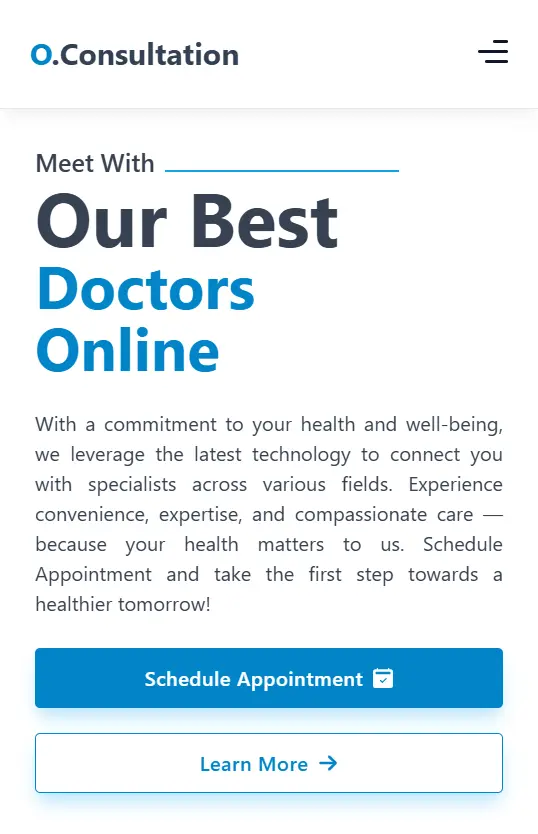 O.Consultation
Meet With
Our Best
Doctors
Online
With a commitment to your health and well-being,
we leverage the latest technology to connect you
with specialists across various fields. Experience
convenience, expertise, and compassionate care —
because your health matters to us. Schedule
Appointment and take the first step towards a
healthier tomorrow!
Schedule Appointment
Learn More